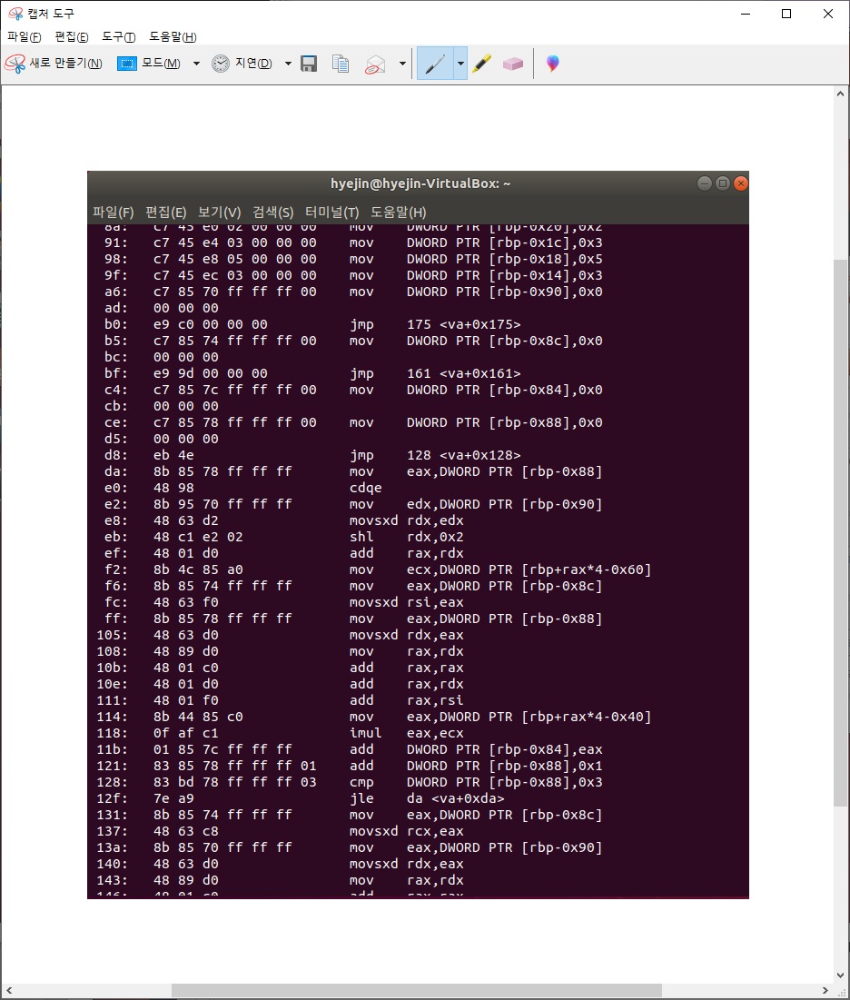 캡처 도구
파일(F) 편집(E) 도구(T) 도움말(H)
새로 만들기(N) 모드(M) 지연(D)
hyejin@hyejin-VirtualBox: ~
파일(F) 편집(E) 보기(V) 검색(S) 터미널(T) 도움말(H)
8a: c7 45 e0 02 00 00 00 mov DWORD PTR [rbp-0x20],0x2
91: c7 45 e4 03 00 00 00 mov DWORD PTR [rbp-0x1c],0x3
98: c7 45 e8 05 00 00 00 mov DWORD PTR [rbp-0x18],0x5
9f: c7 45 ec 03 00 00 00 mov DWORD PTR [rbp-0x14],0x3
a6: c7 85 70 ff ff ff 00 mov DWORD PTR [rbp-0x90],0x0
ad: 00 00 00
b0: e9 c0 00 00 00 jmp 175 <va+0x175>
b5: c7 85 74 ff ff ff 00 mov DWORD PTR [rbp-0x8c],0x0
bc: 00 00 00
bf: e9 9d 00 00 00 jmp 161 <va+0x161>
c4: c7 85 7c ff ff ff 00 mov DWORD PTR [rbp-0x84],0x0
cb: 00 00 00
ce: c7 85 78 ff ff ff 00 mov DWORD PTR [rbp-0x88],0x0
d5: 00 00 00
d8: eb 4e jmp 128 <va+0x128>
da: 8b 85 78 ff ff ff mov eax,DWORD PTR [rbp-0x88]
e0: 48 98 cdqe
e2: 8b 95 70 ff ff ff mov edx,DWORD PTR [rbp-0x90]
e8: 48 63 d2 movsxd rdx,edx
eb: 48 c1 e2 02 shl rdx,0x2
ef: 48 01 d0 add rax,rdx
f2: 8b 4c 85 a0 mov ecx,DWORD PTR [rbp+rax*4-0x60]
f6: 8b 85 74 ff ff ff mov eax,DWORD PTR [rbp-0x8c]
fc: 48 63 f0 movsxd rsi,eax
ff: 8b 85 78 ff ff ff mov eax,DWORD PTR [rbp-0x88]
105: 48 63 d0 movsxd rdx,eax
108: 48 89 d0 mov rax,rdx
10b: 48 01 c0 add rax,rax
10e: 48 01 d0 add rax,rdx
111: 48 01 f0 add rax,rsi
114: 8b 44 85 c0 mov eax,DWORD PTR [rbp+rax*4-0x40]
118: 0f af c1 imul eax,ecx
11b: 01 85 7c ff ff ff add DWORD PTR [rbp-0x84],eax
121: 83 85 78 ff ff ff 01 add DWORD PTR [rbp-0x88],0x1
128: 83 bd 78 ff ff ff 03 cmp DWORD PTR [rbp-0x88],0x3
12f: 7e a9 jle da <va+0xda>
131: 8b 85 74 ff ff ff mov eax,DWORD PTR [rbp-0x8c]
137: 48 63 c8 movsxd rcx,eax
13a: 8b 85 70 ff ff ff mov eax,DWORD PTR [rbp-0x90]
140: 48 63 d0 movsxd rdx,eax
143: 48 89 d0 mov rax,rdx
146: 48 01 c0 add rax,rax